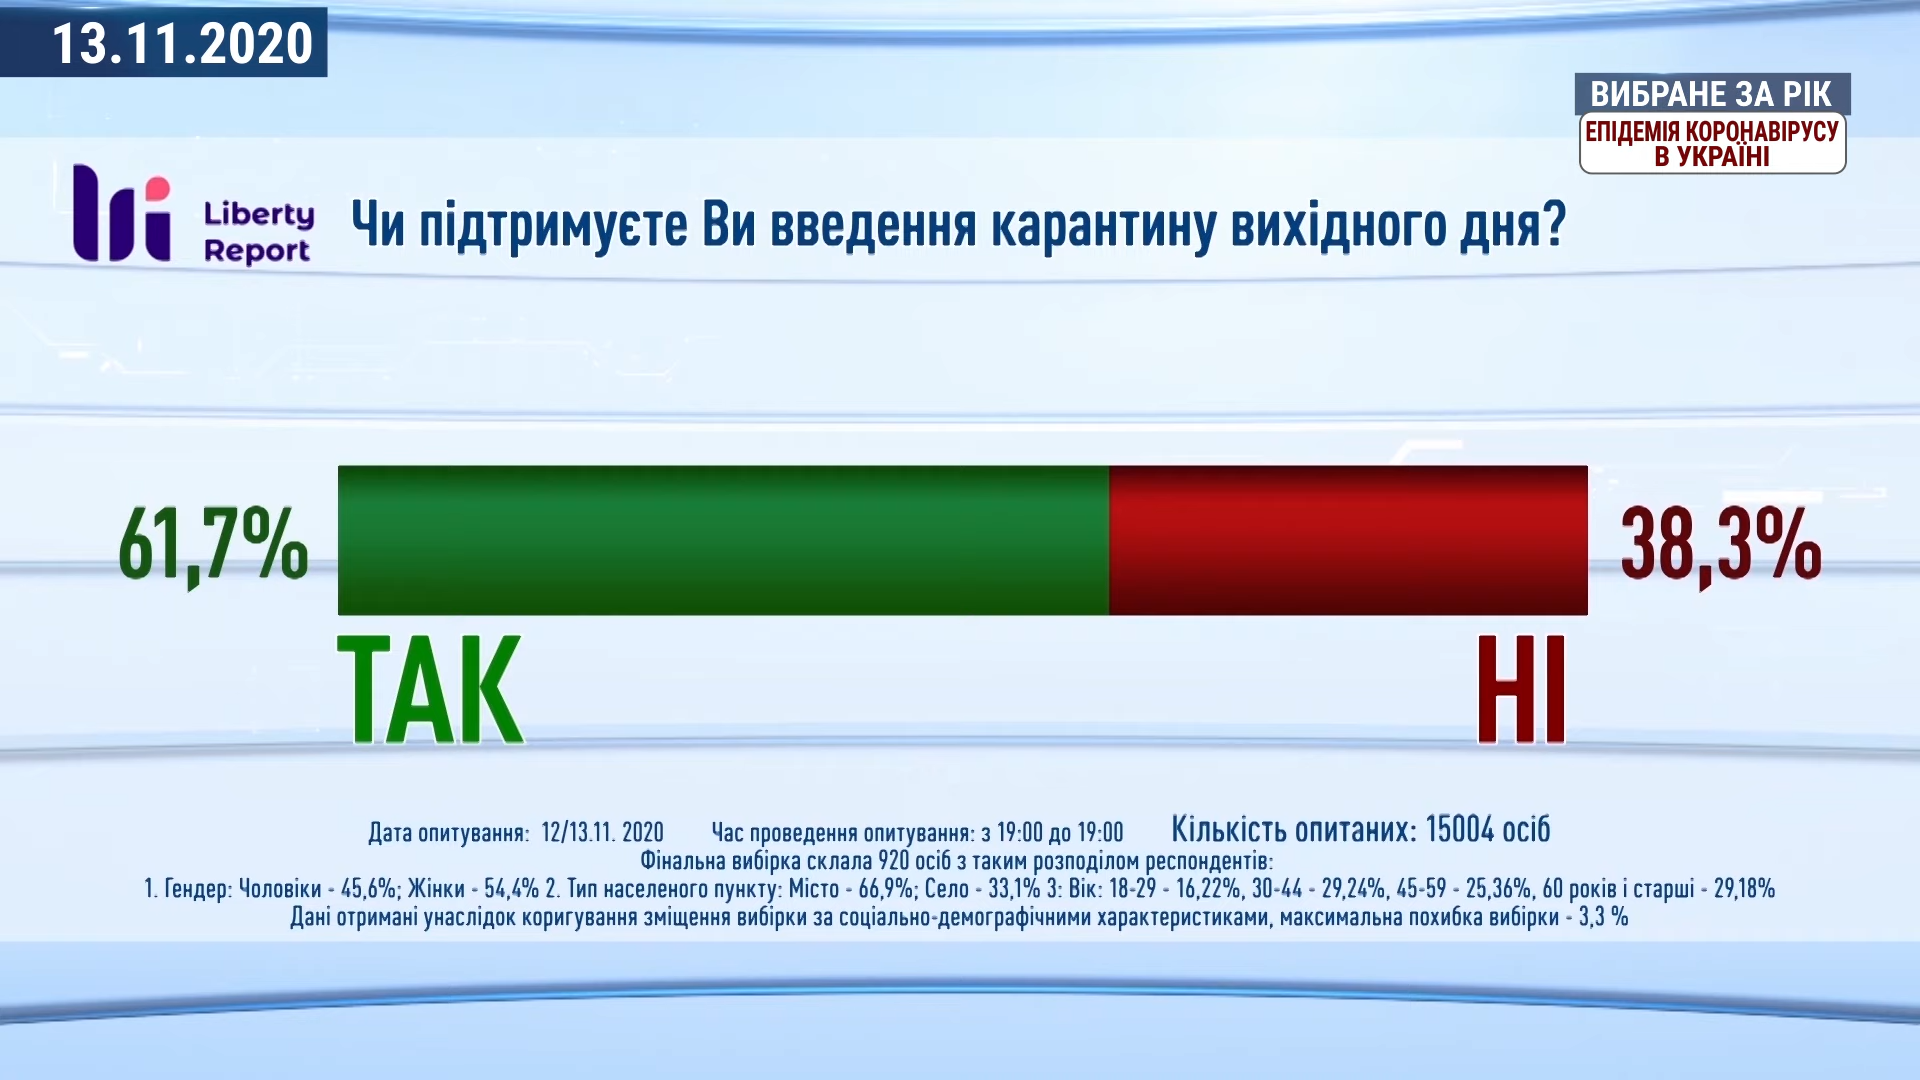 13.11.2020
ВИБРАНЕ ЗА РІК
ЕПІДЕМІЯ КОРОНАВІРУСУ
В УКРАЇНІ
Liberty
Report
Чи підтримуєте Ви введення карантину вихідного дня?
61,7%
38,3%
ТАК
НІ
Дата опитування: 12/13.11. 2020 Час проведення опитування: з 19:00 до 19:00 Кількість опитаних: 15004 осіб
Фінальна вибірка склала 920 осіб з таким розподілом респондентів:
1. Гендер: Чоловіки - 45,6%; Жінки - 54,4% 2. Тип населеного пункту: Місто - 66,9%; Село - 33,1% 3: Вік: 18-29 - 16,22%, 30-44 - 29,24%, 45-59 - 25,36%, 60 років і старші - 29,18%
Дані отримані унаслідок коригування зміщення вибірки за соціально-демографічними характеристиками, максимальна похибка вибірки - 3,3 %